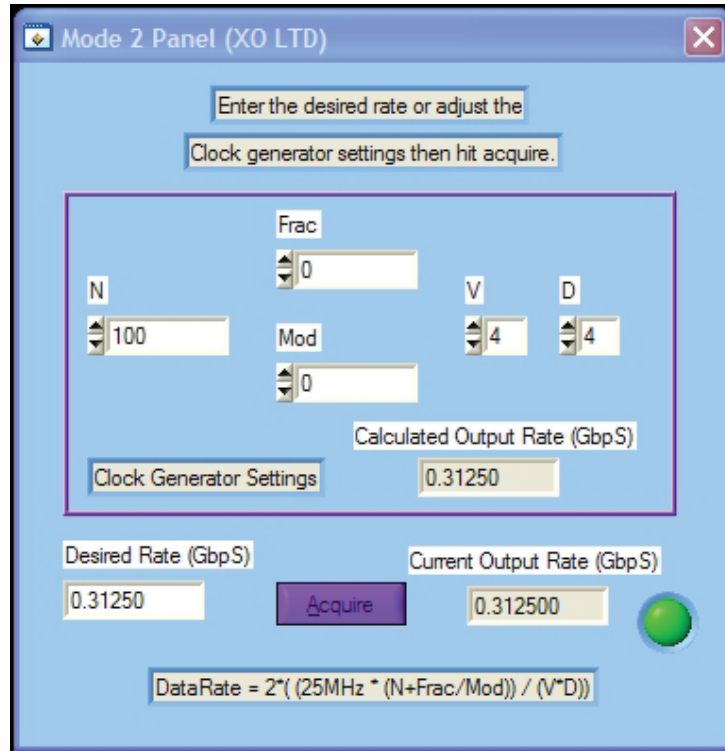 Mode 2 Panel (XO LTD)
Enter the desired rate or adjust the
Clock generator settings then hit acquire.
Frac
0
N
100
V
4
D
4
Mod
0
Calculated Output Rate (GbpS)
Clock Generator Settings
0.31250
Desired Rate (GbpS)
0.31250
Acquire
Current Output Rate (GbpS)
0.312500
DataRate = 2*( (25MHz * (N+Frac/Mod)) / (V*D))